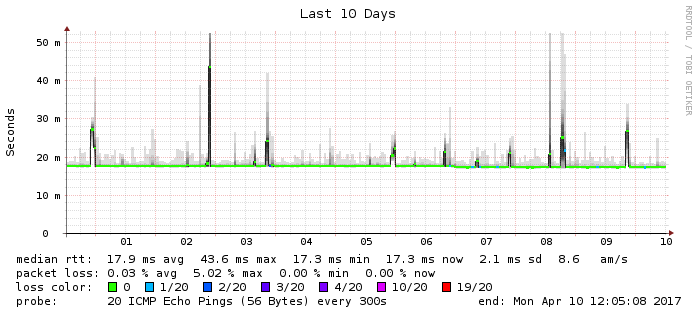 Last 10 Days
RRDTOOL / TOBI OETIKER
Seconds
50 m
40 m
30 m
20 m
10 m
0
01 02 03 04 05 06 07 08 09 10
median rtt: 17.9 ms avg 43.6 ms max 17.3 ms min 17.3 ms now 2.1 ms sd 8.6 am/s
packet loss: 0.03 % avg 5.02 % max 0.00 % min 0.00 % now
loss color: 0 1/20 2/20 3/20 4/20 10/20 19/20
probe: 20 ICMP Echo Pings (56 Bytes) every 300s end: Mon Apr 10 12:05:08 2017